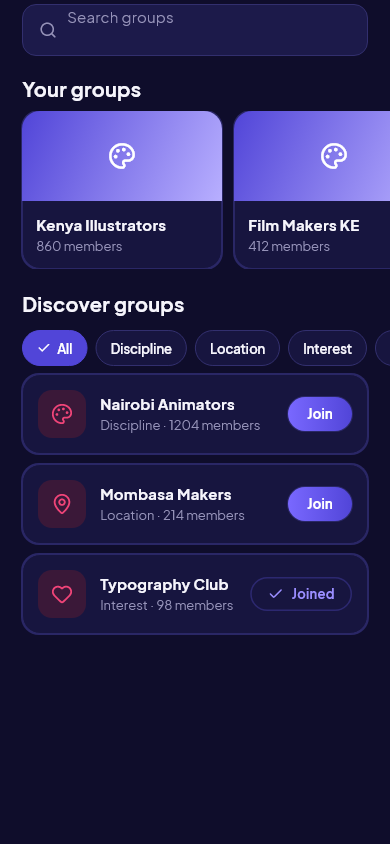 Search groups
Your groups
Kenya Illustrators
860 members
Film Makers KE
412 members
Discover groups
All
Discipline
Location
Interest
Nairobi Animators
Discipline · 1204 members
Join
Mombasa Makers
Location · 214 members
Join
Typography Club
Interest · 98 members
Joined